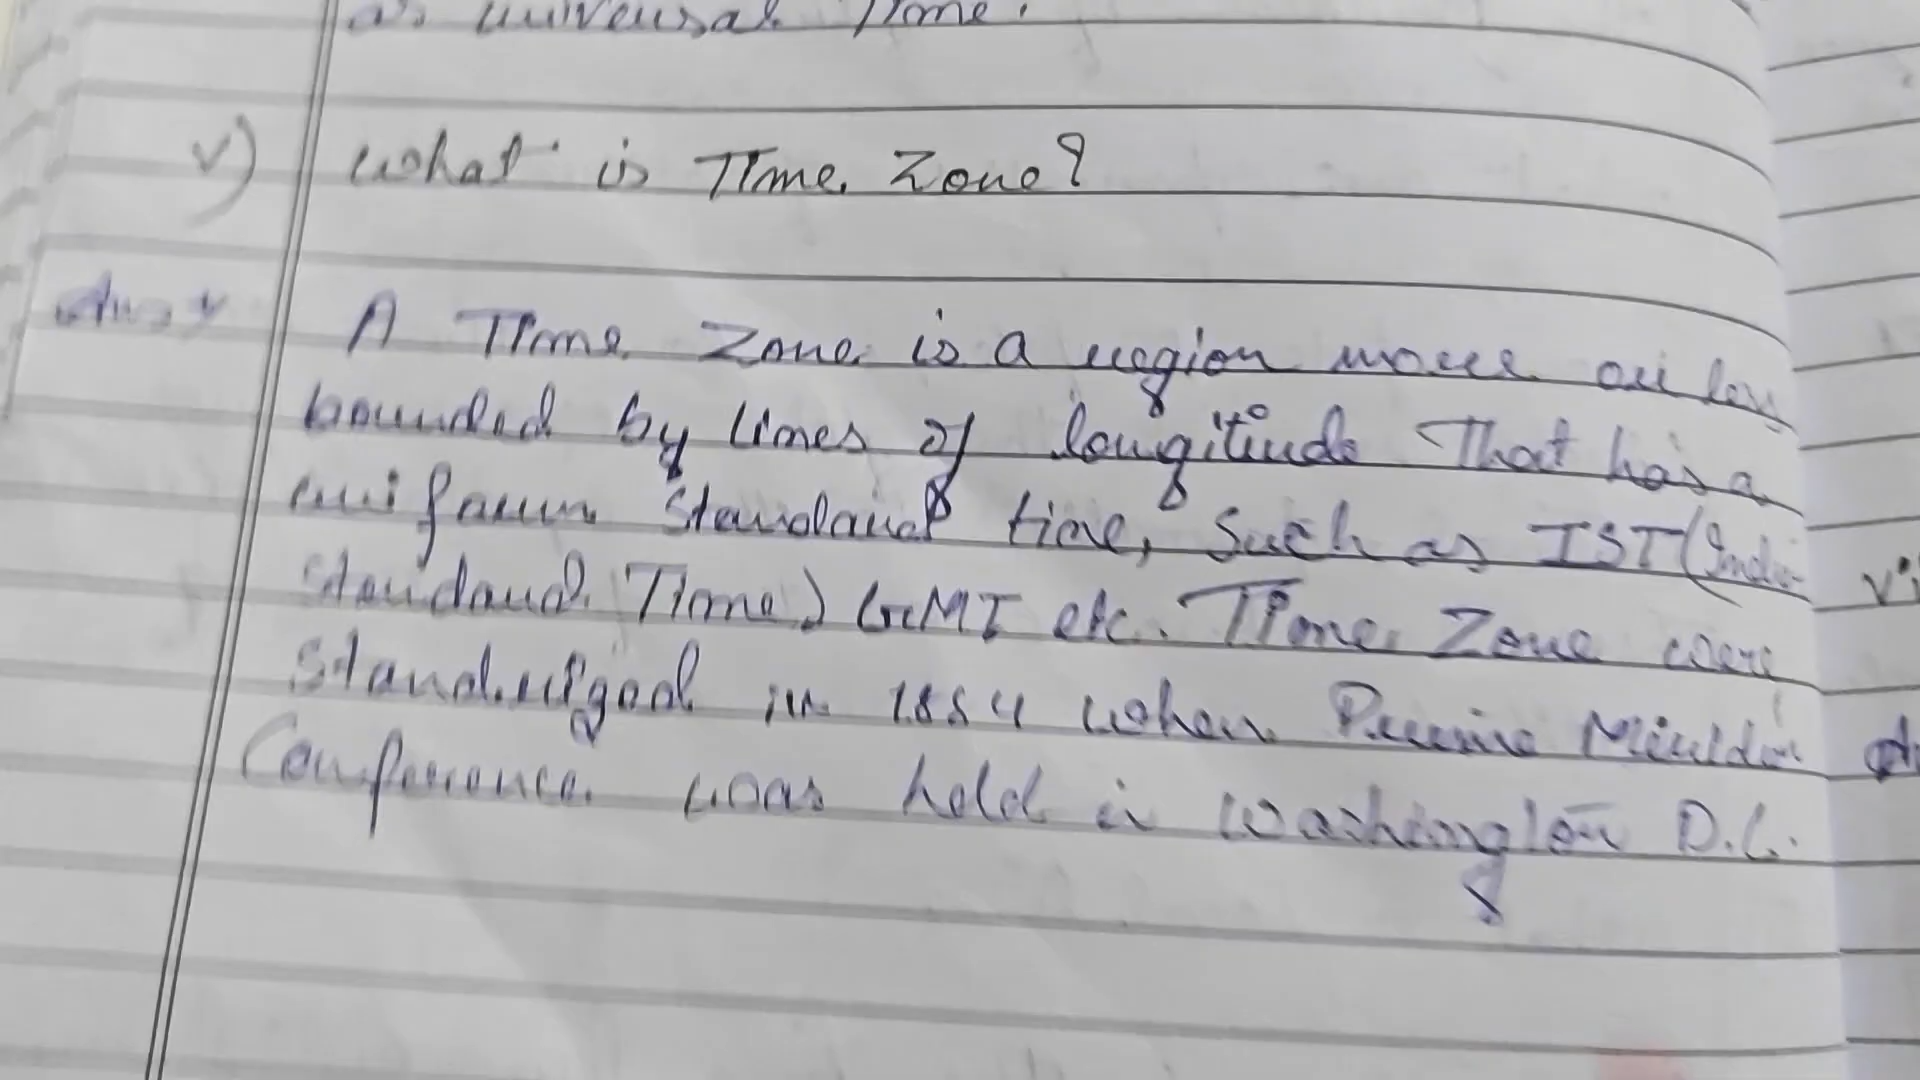 as universal Time.
v) What is Time Zone?
Ans → A Time Zone is a region more or less
bounded by lines of longitude That has a
uniform standard time, Such as IST (India
standard Time) GMT etc. Time Zone were
in 1884 when Prime Meridian
Conference was held in Washington D.C.
vi